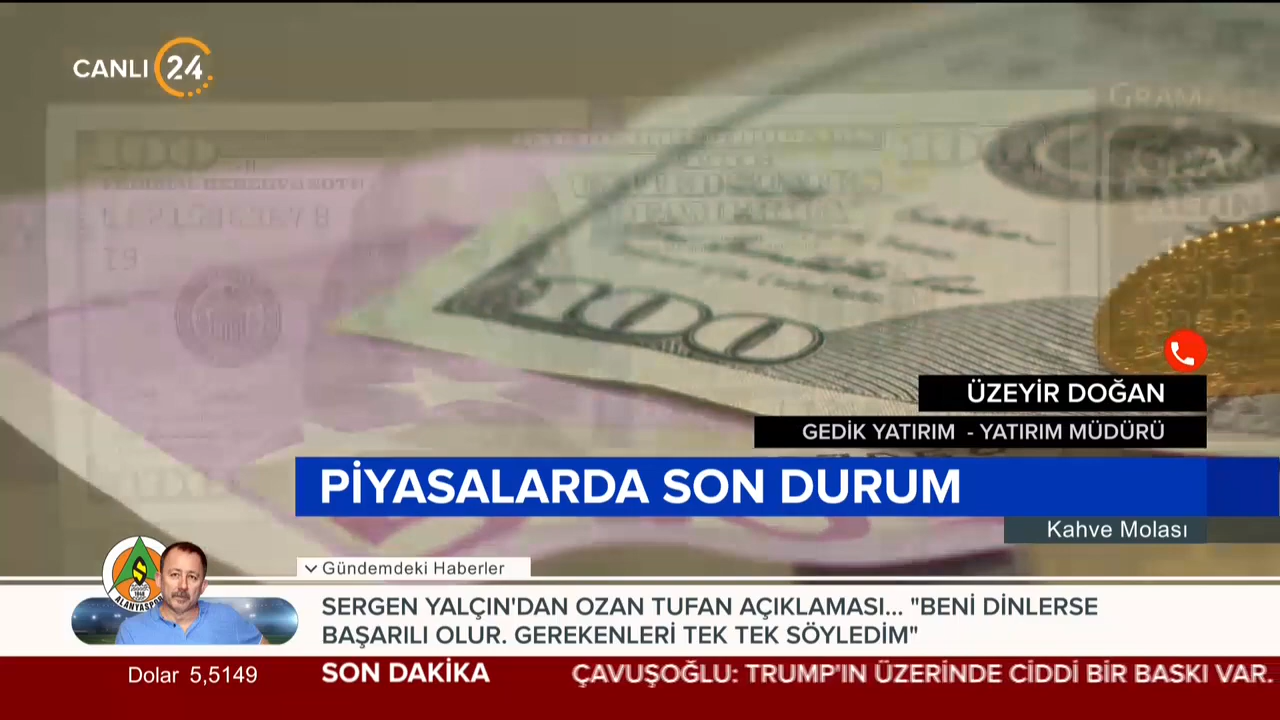 CANLI 24
100
ÜZEYİR DOĞAN
GEDİK YATIRIM - YATIRIM MÜDÜRÜ
PİYASALARDA SON DURUM
Kahve Molası
Gündemdeki Haberler
ALANYASPOR
SERGEN YALÇIN'DAN OZAN TUFAN AÇIKLAMASI... "BENİ DİNLERSE
BAŞARILI OLUR. GEREKENLERİ TEK TEK SÖYLEDİM"
Dolar 5,5149
SON DAKİKA
ÇAVUŞOĞLU: TRUMP'IN ÜZERİNDE CİDDİ BİR BASKI VAR.